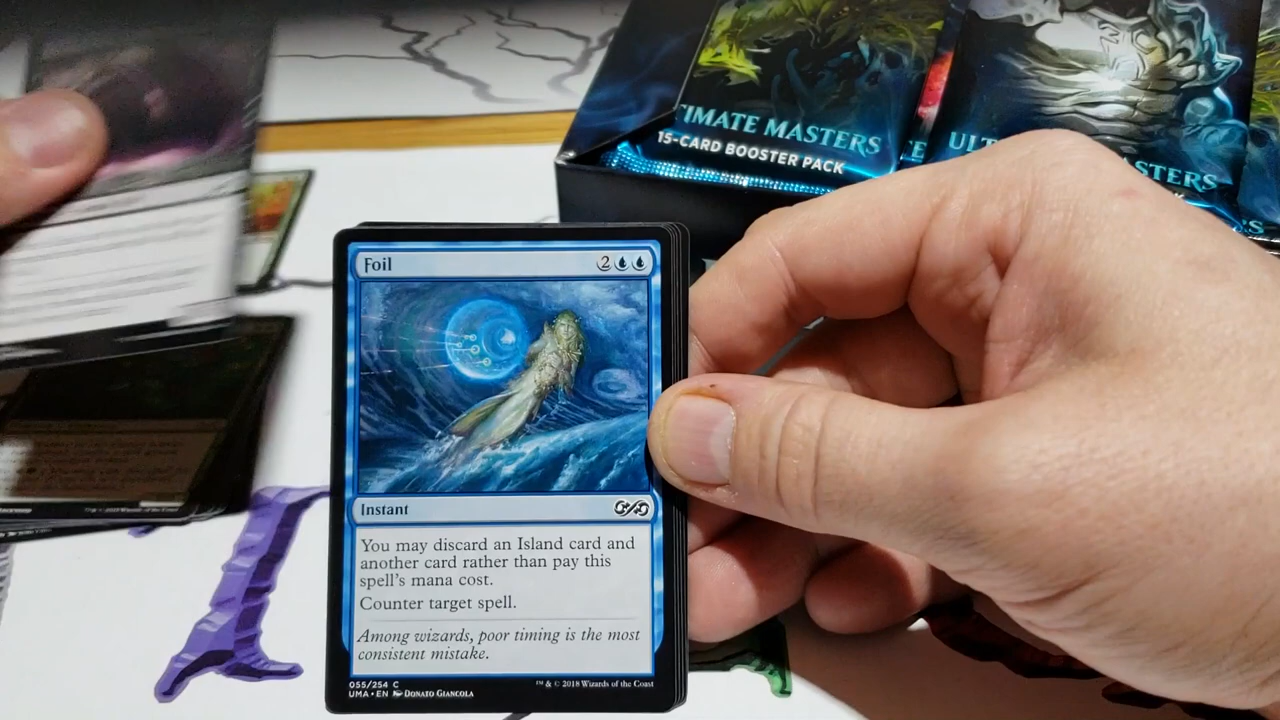 TIMATE MASTERS
15-CARD BOOSTER PACK
ULT
STERS
Foil
2
Instant
You may discard an Island card and
another card rather than pay this
spell's mana cost.
Counter target spell.
Among wizards, poor timing is the most
consistent mistake.
055/254 C
UMA • EN Donato Giancola
™ & © 2018 Wizards of the Coast